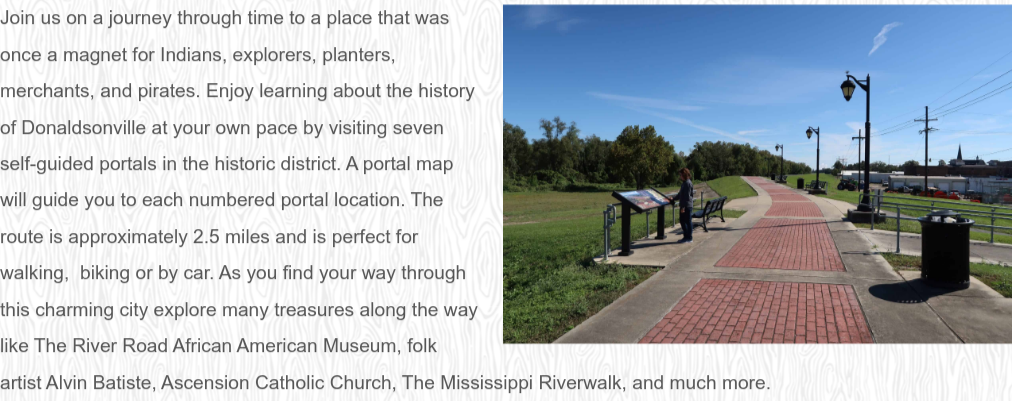 Join us on a journey through time to a place that was
once a magnet for Indians, explorers, planters,
merchants, and pirates. Enjoy learning about the history
of Donaldsonville at your own pace by visiting seven
self-guided portals in the historic district. A portal map
will guide you to each numbered portal location. The
route is approximately 2.5 miles and is perfect for
walking,  biking or by car. As you find your way through
this charming city explore many treasures along the way
like The River Road African American Museum, folk
artist Alvin Batiste, Ascension Catholic Church, The Mississippi Riverwalk, and much more.